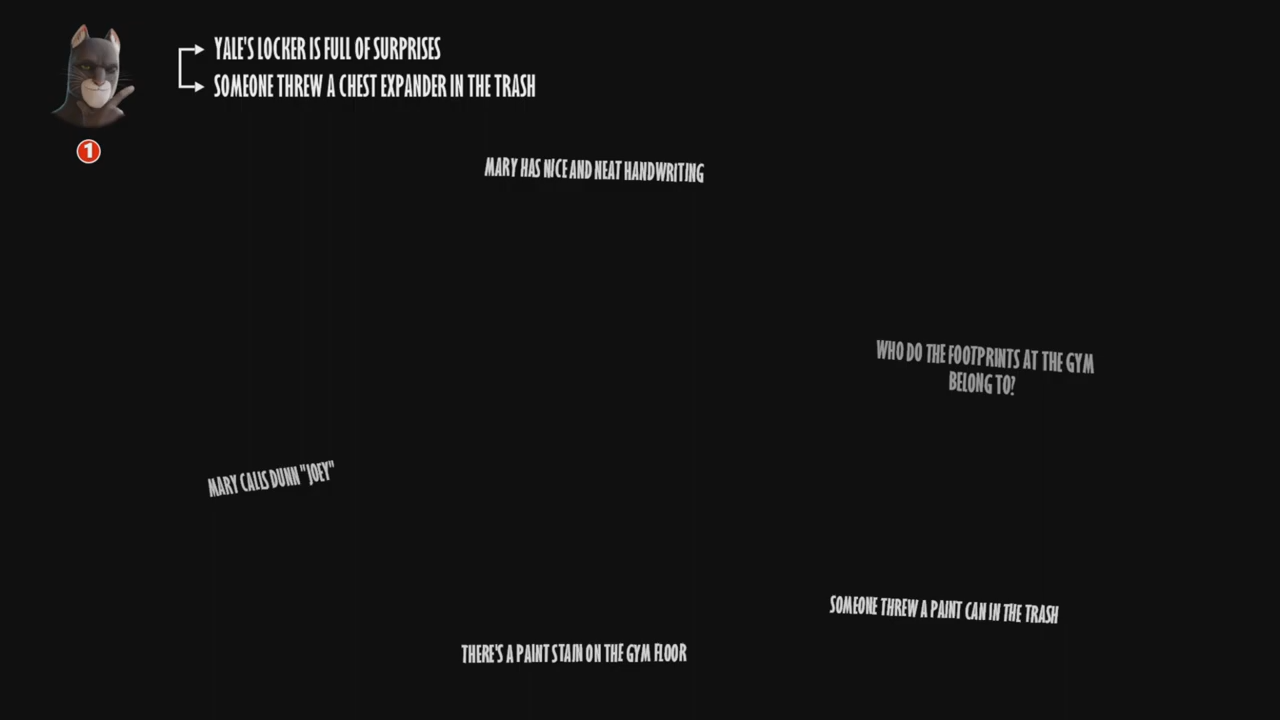 YALE'S LOCKER IS FULL OF SURPRISES
SOMEONE THREW A CHEST EXPANDER IN THE TRASH
1
MARY HAS NICE AND NEAT HANDWRITING
WHO DO THE FOOTPRINTS AT THE GYM
BELONG TO?
MARY CALLS DUNN "JOEY"
SOMEONE THREW A PAINT CAN IN THE TRASH
THERE'S A PAINT STAIN ON THE GYM FLOOR